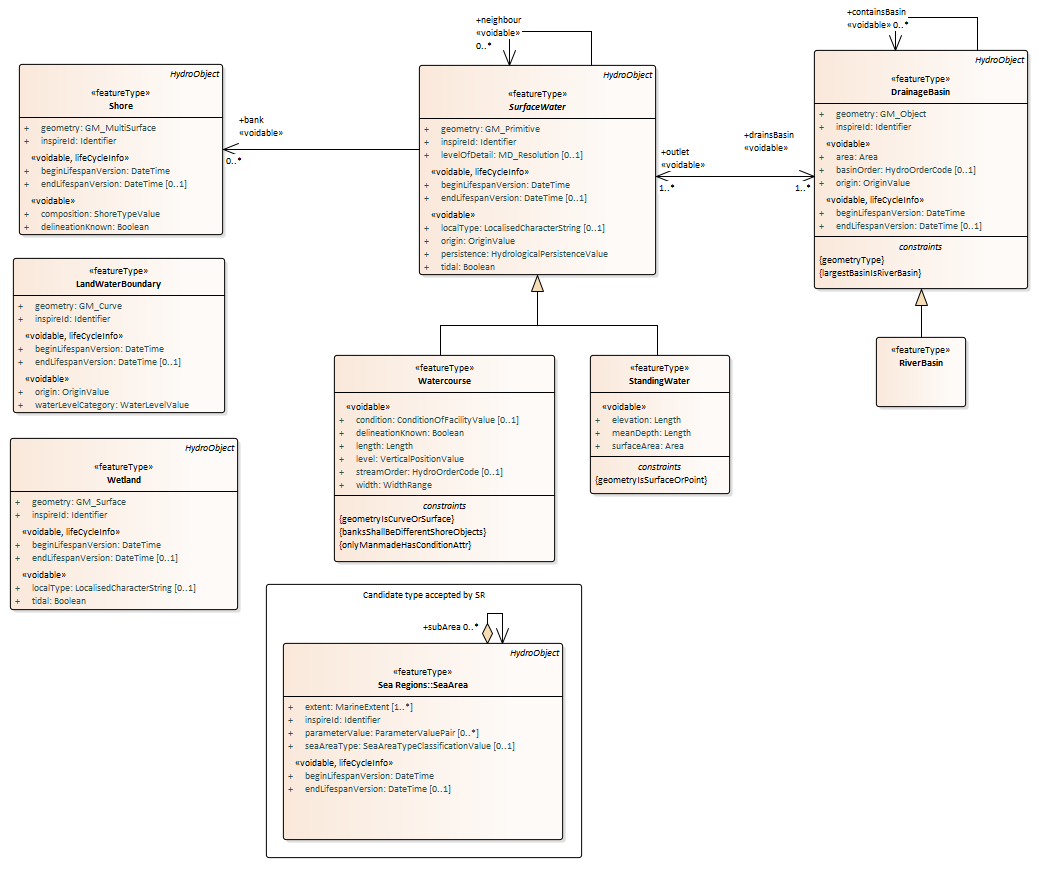 +neighbour
«voidable»
0..*
+containsBasin
«voidable» 0..*
HydroObject
«featureType»
Shore
+ geometry: GM_MultiSurface
+ inspireId: Identifier
«voidable, lifeCycleInfo»
+ beginLifespanVersion: DateTime
+ endLifespanVersion: DateTime [0..1]
«voidable»
+ composition: ShoreTypeValue
+ delineationKnown: Boolean
+bank
«voidable»
0..*
HydroObject
«featureType»
SurfaceWater
+ geometry: GM_Primitive
+ inspireId: Identifier
+ levelOfDetail: MD_Resolution [0..1]
«voidable, lifeCycleInfo»
+ beginLifespanVersion: DateTime
+ endLifespanVersion: DateTime [0..1]
«voidable»
+ localType: LocalisedCharacterString [0..1]
+ origin: OriginValue
+ persistence: HydrologicalPersistenceValue
+ tidal: Boolean
+outlet
«voidable»
1..*
+drainsBasin
«voidable»
1..*
HydroObject
«featureType»
DrainageBasin
+ geometry: GM_Object
+ inspireId: Identifier
«voidable»
+ area: Area
+ basinOrder: HydroOrderCode [0..1]
+ origin: OriginValue
«voidable, lifeCycleInfo»
+ beginLifespanVersion: DateTime
+ endLifespanVersion: DateTime [0..1]
constraints
{geometryType}
{largestBasinIsRiverBasin}
«featureType»
LandWaterBoundary
+ geometry: GM_Curve
+ inspireId: Identifier
«voidable, lifeCycleInfo»
+ beginLifespanVersion: DateTime
+ endLifespanVersion: DateTime [0..1]
«voidable»
+ origin: OriginValue
+ waterLevelCategory: WaterLevelValue
«featureType»
Watercourse
«voidable»
+ condition: ConditionOfFacilityValue [0..1]
+ delineationKnown: Boolean
+ length: Length
+ level: VerticalPositionValue
+ streamOrder: HydroOrderCode [0..1]
+ width: WidthRange
constraints
{geometryIsCurveOrSurface}
{banksShallBeDifferentShoreObjects}
{onlyManmadeHasConditionAttr}
«featureType»
StandingWater
«voidable»
+ elevation: Length
+ meanDepth: Length
+ surfaceArea: Area
constraints
{geometryIsSurfaceOrPoint}
«featureType»
RiverBasin
HydroObject
«featureType»
Wetland
+ geometry: GM_Surface
+ inspireId: Identifier
«voidable, lifeCycleInfo»
+ beginLifespanVersion: DateTime
+ endLifespanVersion: DateTime [0..1]
«voidable»
+ localType: LocalisedCharacterString [0..1]
+ tidal: Boolean
Candidate type accepted by SR
+subArea 0..*
HydroObject
«featureType»
Sea Regions::SeaArea
+ extent: MarineExtent [1..*]
+ inspireId: Identifier
+ parameterValue: ParameterValuePair [0..*]
+ seaAreaType: SeaAreaTypeClassificationValue [0..1]
«voidable, lifeCycleInfo»
+ beginLifespanVersion: DateTime
+ endLifespanVersion: DateTime [0..1]